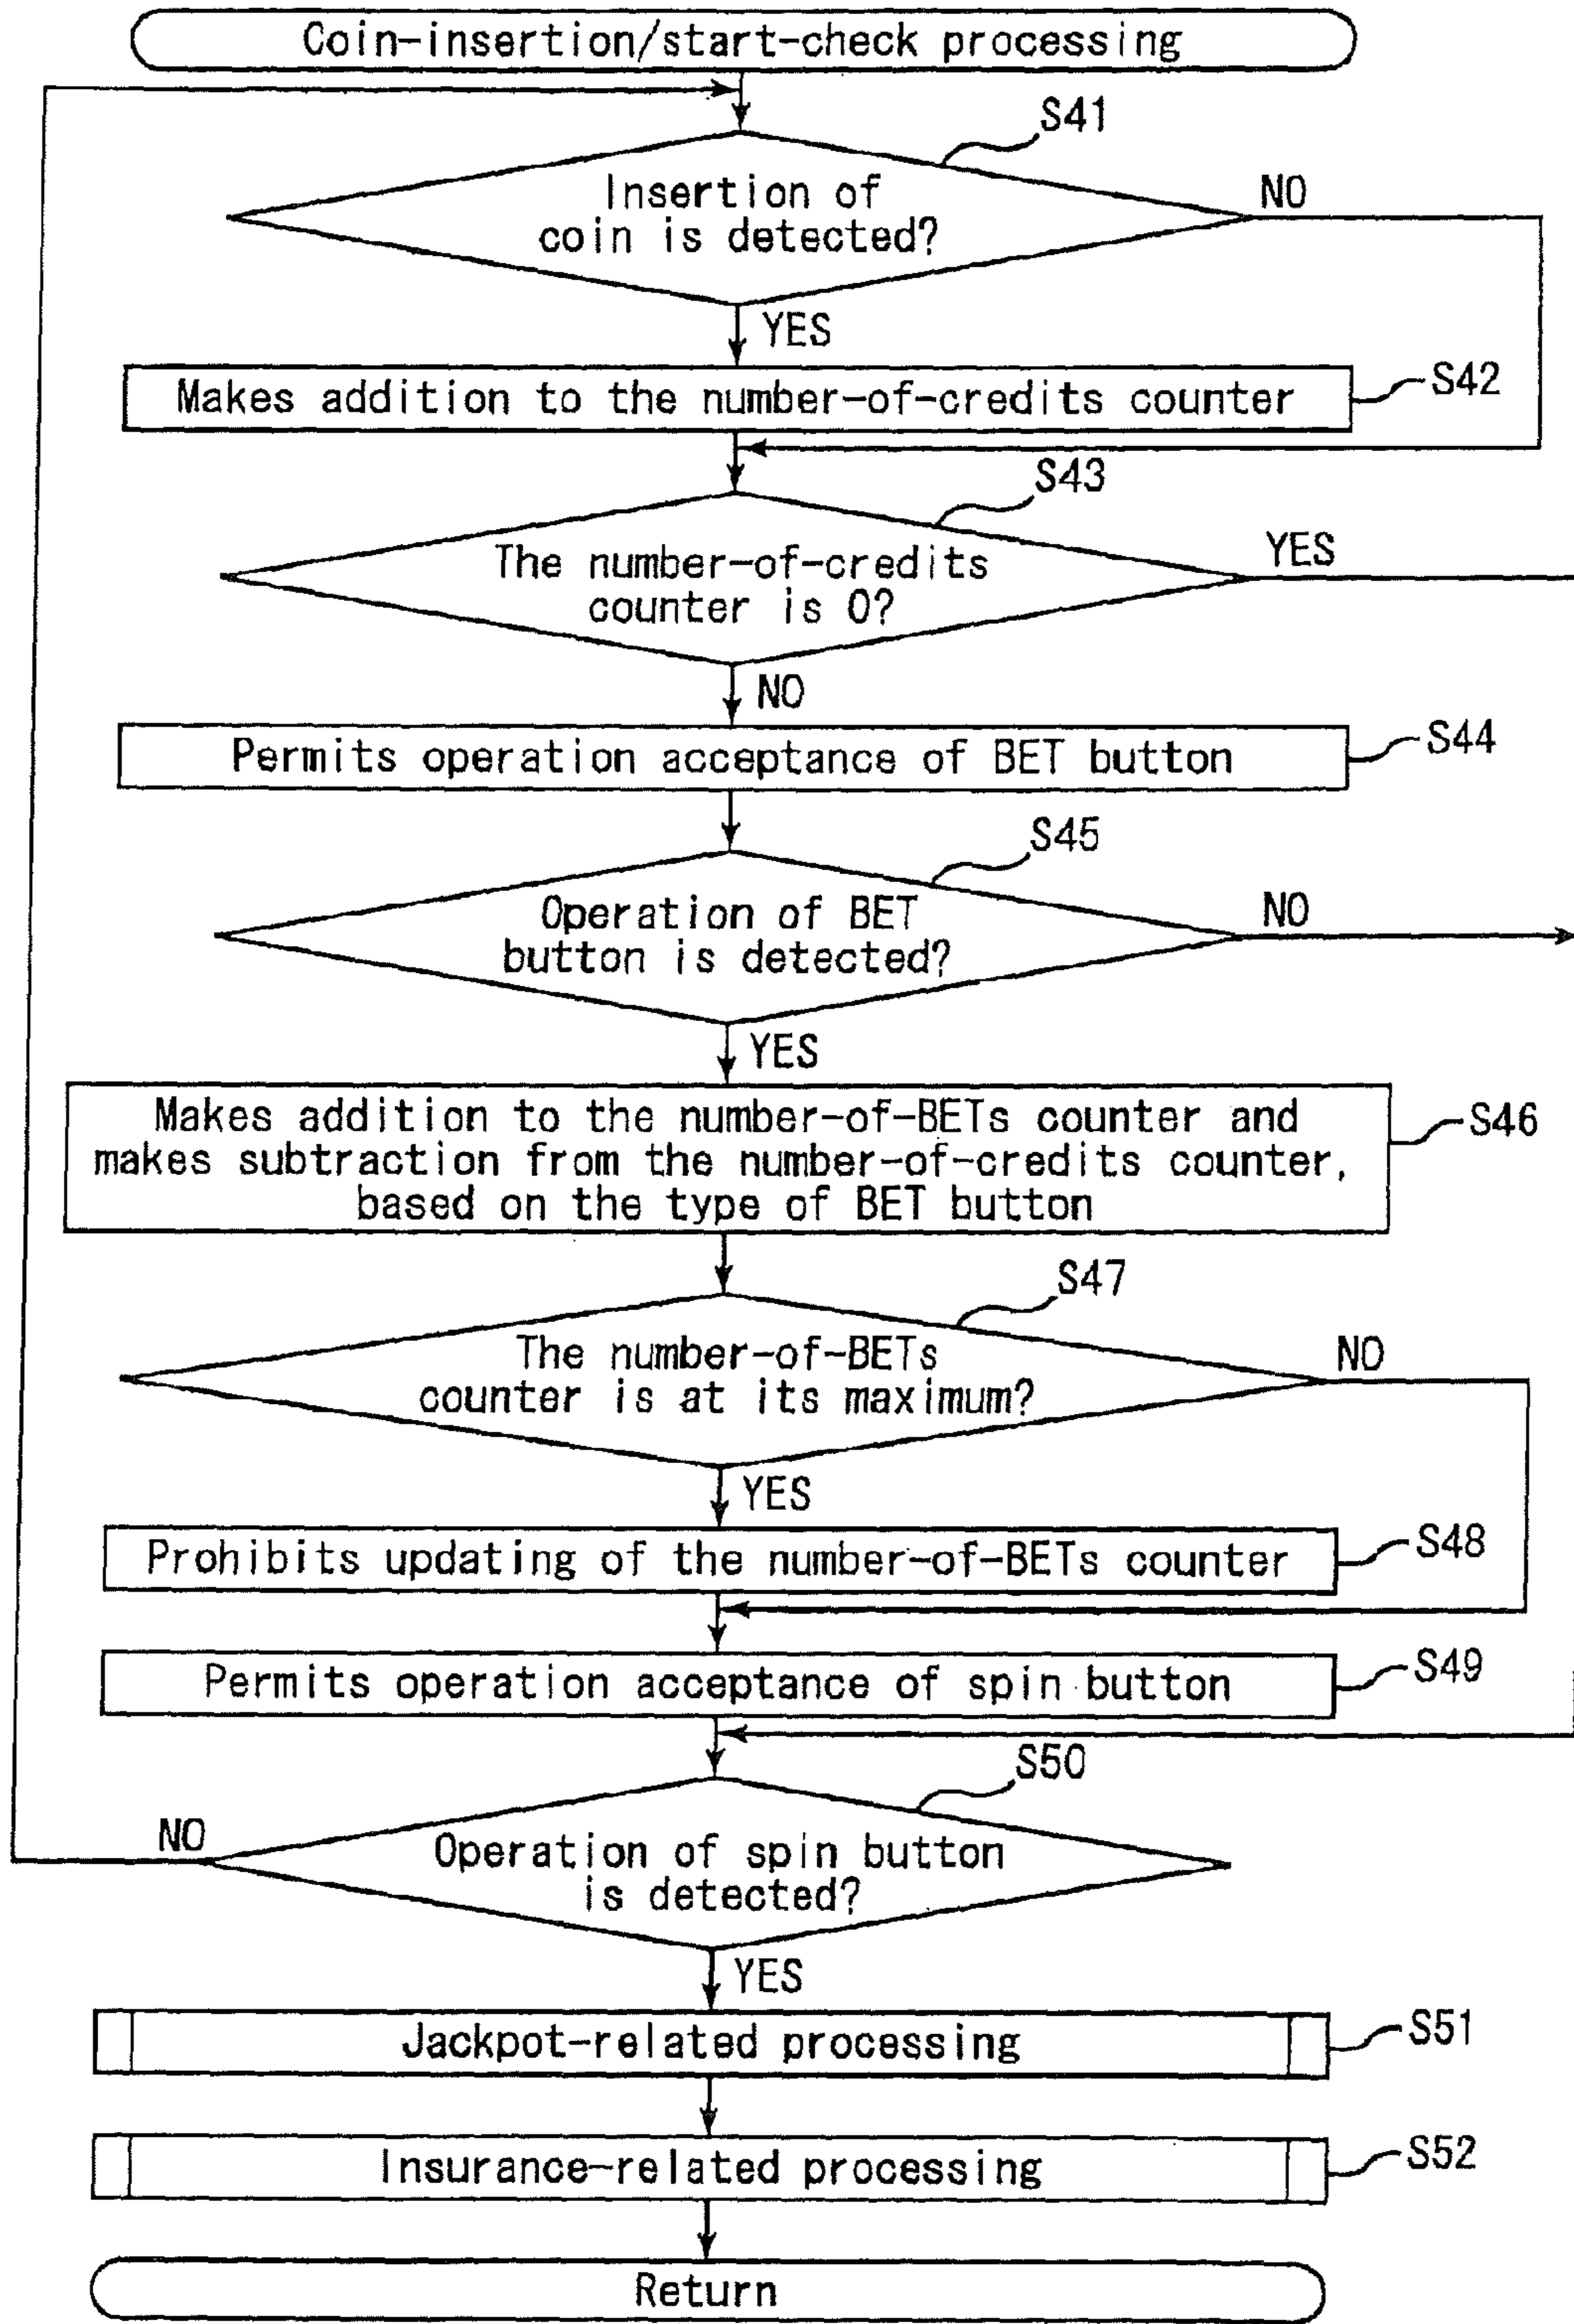 Coin-insertion/start-check processing
S41
Insertion of
coin is detected?
NO
YES
Makes addition to the number-of-credits counter
S42
S43
The number-of-credits
counter is 0?
YES
NO
Permits operation acceptance of BET button
S44
S45
Operation of BET
button is detected?
NO
YES
Makes addition to the number-of-BETs counter and
makes subtraction from the number-of-credits counter,
based on the type of BET button
S46
S47
The number-of-BETs
counter is at its maximum?
NO
YES
Prohibits updating of the number-of-BETs counter
S48
Permits operation acceptance of spin button
S49
S50
NO
Operation of spin button
is detected?
YES
Jackpot-related processing
S51
Insurance-related processing
S52
Return